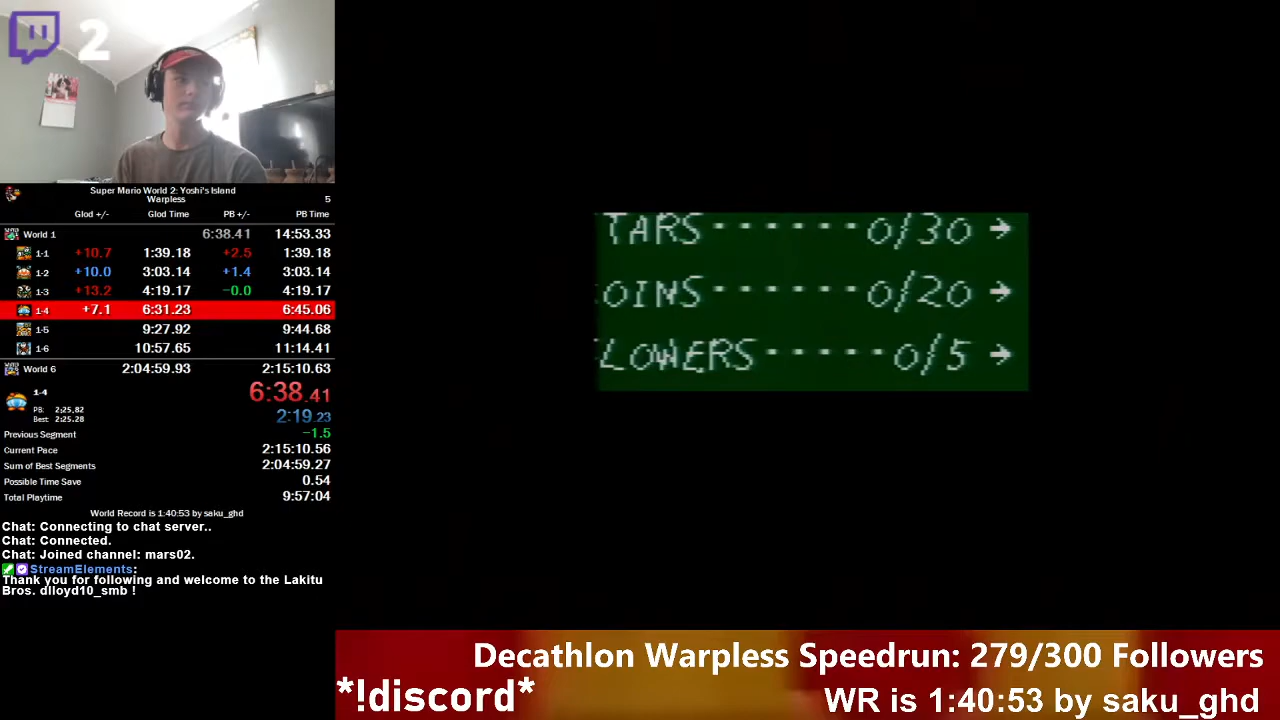 2
Super Mario World 2: Yoshi's Island
Warpless
5
Glod +/- Glod Time PB +/- PB Time
World 1 6:38.41 14:53.33
1-1 +10.7 1:39.18 +2.5 1:39.18
1-2 +10.0 3:03.14 +1.4 3:03.14
1-3 +13.2 4:19.17 −0.0 4:19.17
1-4 +7.1 6:31.23 6:45.06
1-5 9:27.92 9:44.68
1-6 10:57.65 11:14.41
World 6 2:04:59.93 2:15:10.63
6:38.41
1-4
2:19.23
PB: 2:25.82
Best: 2:25.28
Previous Segment −1.5
Current Pace 2:15:10.56
Sum of Best Segments 2:04:59.27
Possible Time Save 0.54
Total Playtime 9:57:04
World Record is 1:40:53 by saku_ghd
Chat: Connecting to chat server..
Chat: Connected.
Chat: Joined channel: mars02.
StreamElements:
Thank you for following and welcome to the Lakitu
Bros. dlloyd10_smb !
TARS······0/30 →
OINS······0/20 →
LOWERS·····0/5 →
Decathlon Warpless Speedrun: 279/300 Followers
*!discord*
WR is 1:40:53 by saku_ghd